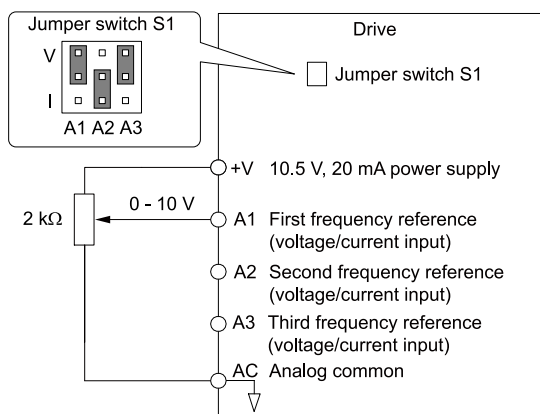 Jumper switch S1
V
I
A1 A2 A3
Drive
Jumper switch S1
+V 10.5 V, 20 mA power supply
2 kΩ
0 - 10 V
A1 First frequency reference
(voltage/current input)
A2 Second frequency reference
(voltage/current input)
A3 Third frequency reference
(voltage/current input)
AC Analog common